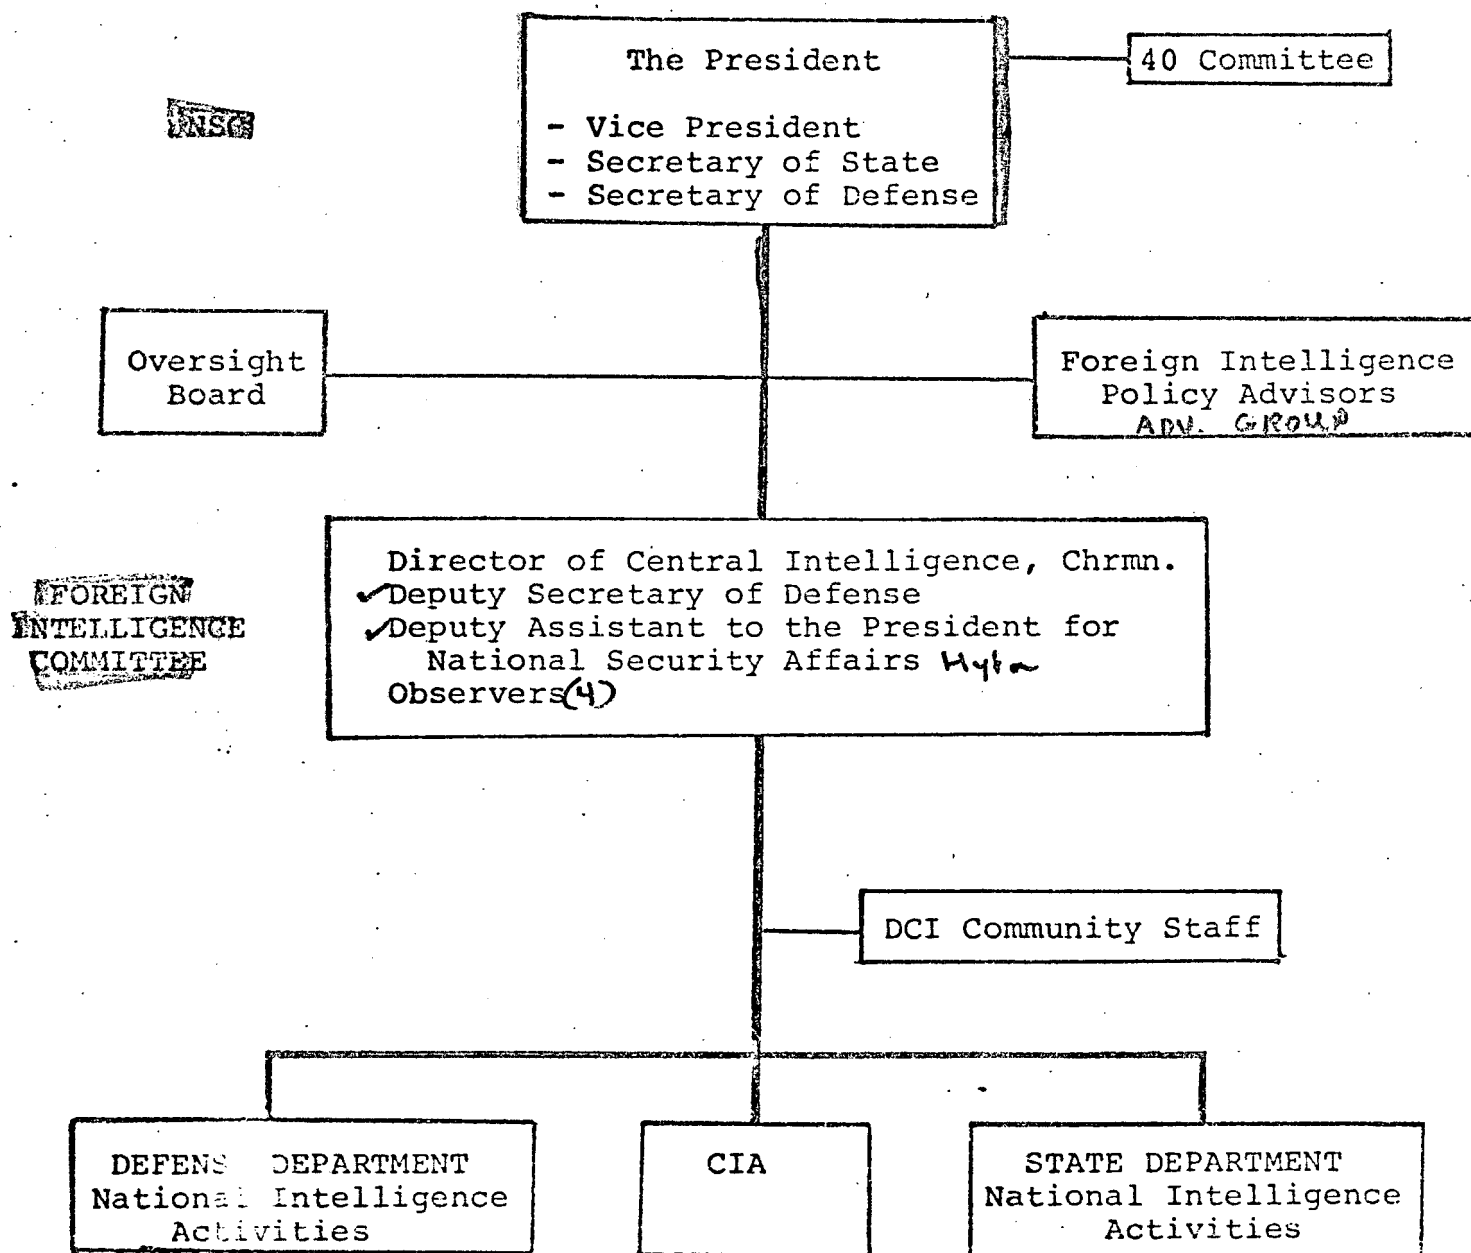 The President
40 Committee
NSC
- Vice President
- Secretary of State
- Secretary of Defense
Oversight
Board
Foreign Intelligence
Policy Advisors
ADV. GROUP
FOREIGN
INTELLIGENCE
COMMITTEE
Director of Central Intelligence, Chrmn.
✓Deputy Secretary of Defense
✓Deputy Assistant to the President for
National Security Affairs
Observers(4)
DCI Community Staff
DEFENS DEPARTMENT
National Intelligence
Activities
CIA
STATE DEPARTMENT
National Intelligence
Activities